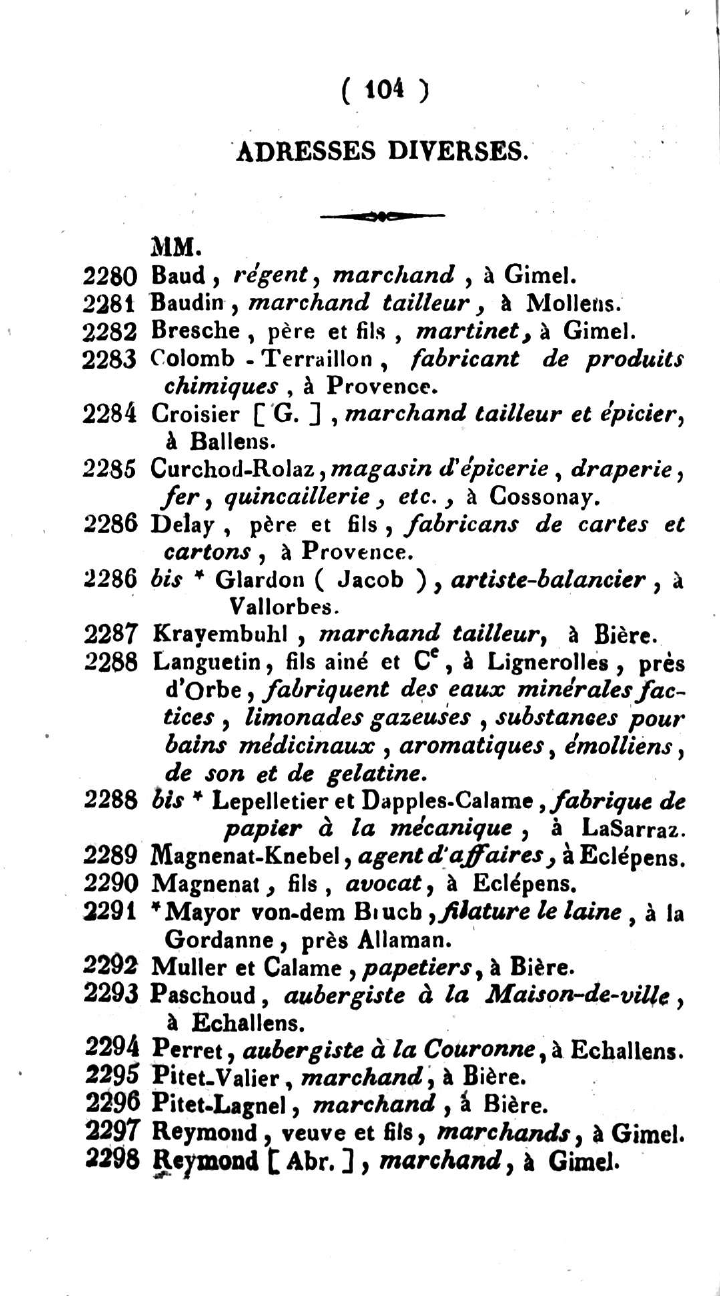 ( 104 )
ADRESSES DIVERSES.
MM.
2280 Baud, régent, marchand, à Gimel.
2281 Baudin, marchand tailleur, à Mollens.
2282 Bresche, père et fils, martinet, à Gimel.
2283 Colomb - Terraillon, fabricant de produits
chimiques, à Provence.
2284 Croisier [ G. ], marchand tailleur et épicier,
à Ballens.
2285 Curchod-Rolaz, magasin d'épicerie, draperie,
fer, quincaillerie, etc., à Cossonay.
2286 Delay, père et fils, fabricans de cartes et
cartons, à Provence.
2286 bis * Glardon ( Jacob ), artiste-balancier, à
Vallorbes.
2287 Krayembuhl, marchand tailleur, à Bière.
2288 Languetin, fils ainé et Ce, à Lignerolles, près
d'Orbe, fabriquent des eaux minérales fac-
tices, limonades gazeuses, substances pour
bains médicinaux, aromatiques, émolliens,
de son et de gelatine.
2288 bis * Lepelletier et Dapples-Calame, fabrique de
papier à la mécanique, à LaSarraz.
2289 Magnenat-Knebel, agent d'affaires, à Eclépens.
2290 Magnenat, fils, avocat, à Eclépens.
2291 * Mayor von-dem Bruch, filature le laine, à la
Gordanne, près Allaman.
2292 Muller et Calame, papetiers, à Bière.
2293 Paschoud, aubergiste à la Maison-de-ville,
à Echallens.
2294 Perret, aubergiste à la Couronne, à Echallens.
2295 Pitet-Valier, marchand, à Bière.
2296 Pitet-Lagnel, marchand, à Bière.
2297 Reymond, veuve et fils, marchands, à Gimel.
2298 Reymond [ Abr. ], marchand, à Gimel.